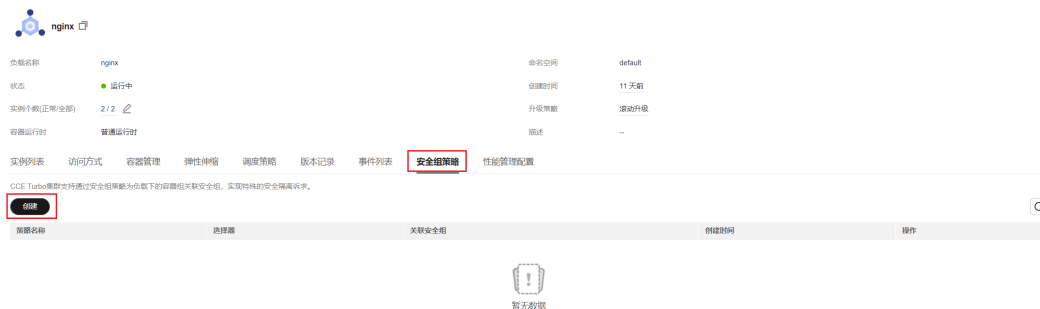 nginx
负载名称 nginx 命名空间 default
状态 运行中 创建时间 11 天前
实例个数(正常/全部) 2 / 2 升级策略 滚动升级
容器运行时 普通运行时 描述 --
实例列表 访问方式 容器管理 弹性伸缩 调度策略 版本记录 事件列表 安全组策略 性能管理配置
CCE Turbo集群支持通过安全组策略为负载下的容器组关联安全组，实现特殊的安全隔离诉求。
创建
策略名称 选择器 关联安全组 创建时间 操作
暂无数据